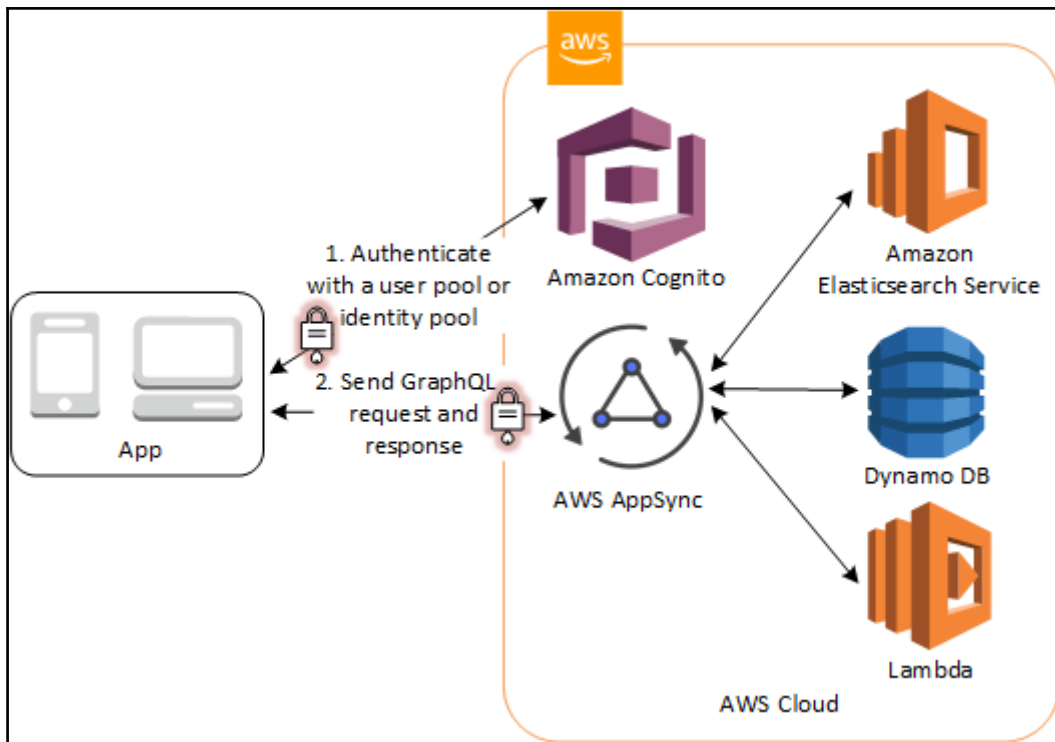 aws
1. Authenticate
with a user pool or
identity pool
Amazon Cognito
Amazon
Elasticsearch Service
2. Send GraphQL
request and
response
App
AWS AppSync
Dynamo DB
Lambda
AWS Cloud